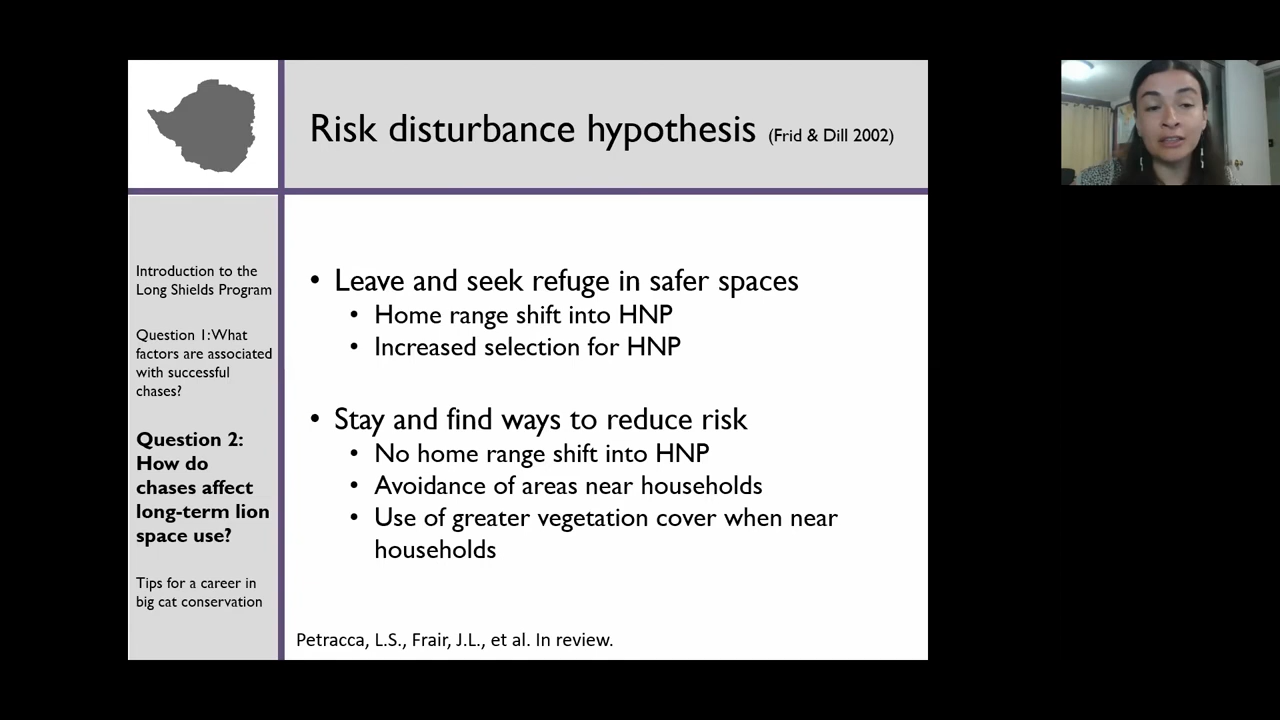 Risk disturbance hypothesis (Frid & Dill 2002)
Introduction to the
Long Shields Program
Question 1:What
factors are associated
with successful
chases?
Question 2:
How do
chases affect
long-term lion
space use?
Tips for a career in
big cat conservation
• Leave and seek refuge in safer spaces
• Home range shift into HNP
• Increased selection for HNP
• Stay and find ways to reduce risk
• No home range shift into HNP
• Avoidance of areas near households
• Use of greater vegetation cover when near
households
Petracca, L.S., Frair, J.L., et al. In review.